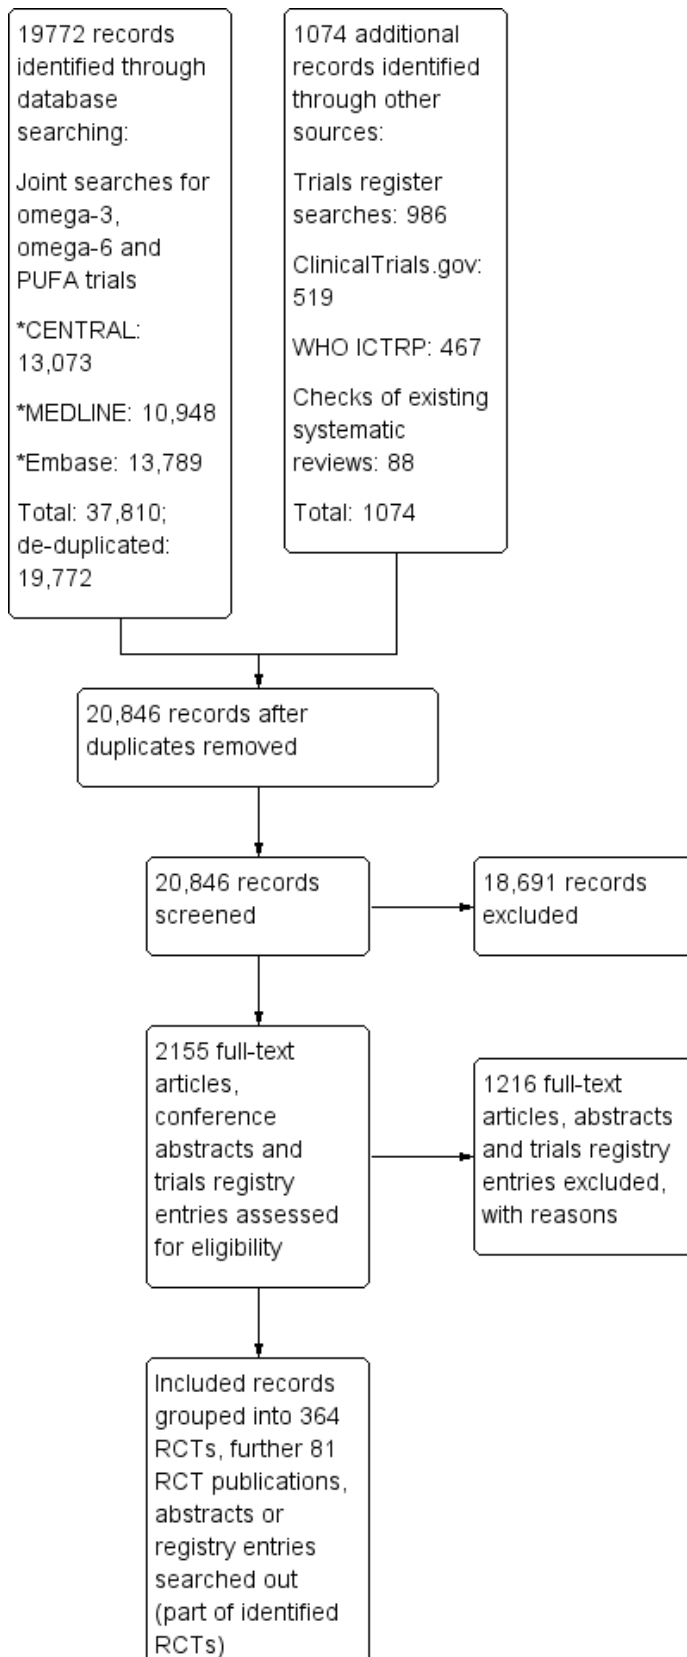 19772 records
identified through
database
searching:
Joint searches for
omega-3,
omega-6 and
PUFA trials
*CENTRAL:
13,073
*MEDLINE: 10,948
*Embase: 13,789
Total: 37,810;
de-duplicated:
19,772
1074 additional
records identified
through other
sources:
Trials register
searches: 986
ClinicalTrials.gov:
519
WHO ICTRP: 467
Checks of existing
systematic
reviews: 88
Total: 1074
20,846 records after
duplicates removed
20,846 records
screened
18,691 records
excluded
2155 full-text
articles,
conference
abstracts and
trials registry
entries assessed
for eligibility
1216 full-text
articles, abstracts
and trials registry
entries excluded,
with reasons
Included records
grouped into 364
RCTs, further 81
RCT publications,
abstracts or
registry entries
searched out
(part of identified
RCTs)